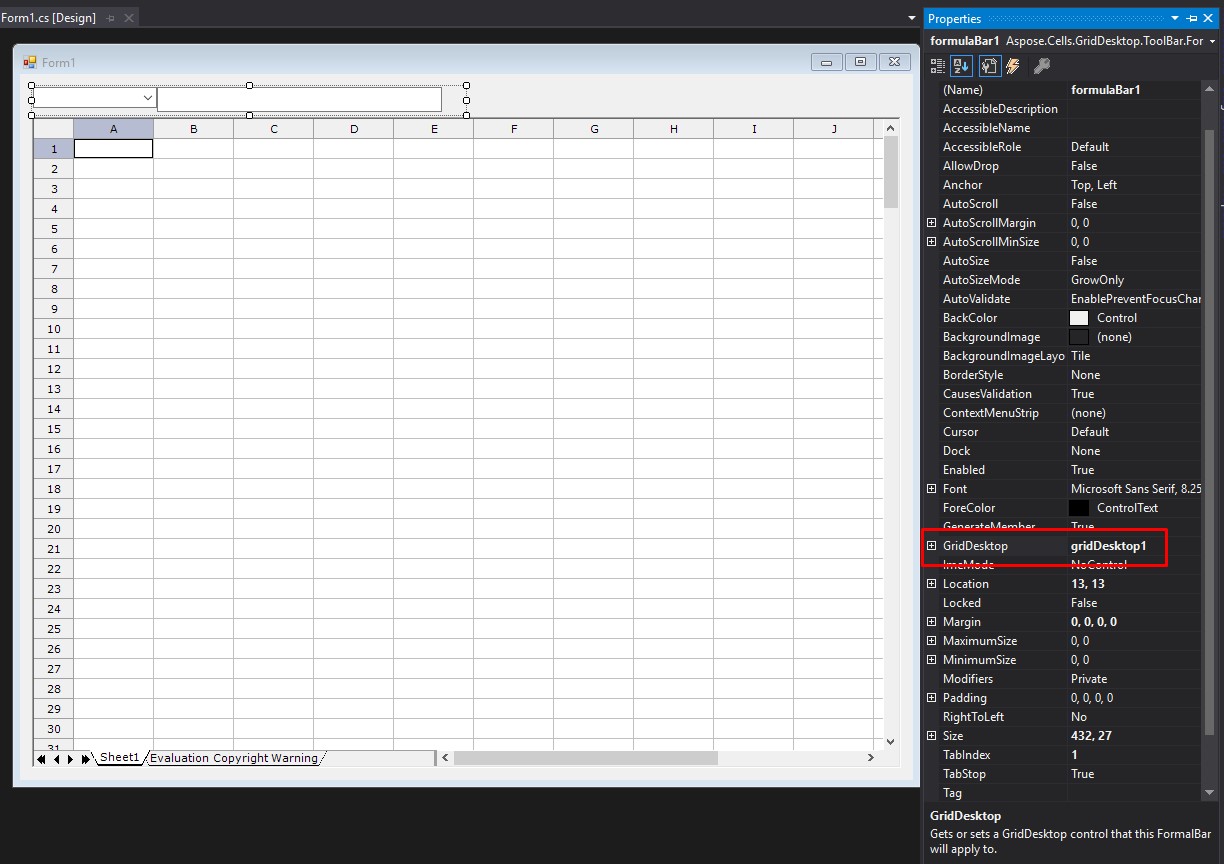 Form1.cs [Design]
Form1
A B C D E F G H I J
1
2
3
4
5
6
7
8
9
10
11
12
13
14
15
16
17
18
19
20
21
22
23
24
25
26
27
28
29
30
31
Sheet1 Evaluation Copyright Warning
Properties
formulaBar1 Aspose.Cells.GridDesktop.ToolBar.For
(Name) formulaBar1
AccessibleDescription
AccessibleName
AccessibleRole Default
AllowDrop False
Anchor Top, Left
AutoScroll False
AutoScrollMargin 0, 0
AutoScrollMinSize 0, 0
AutoSize False
AutoSizeMode GrowOnly
AutoValidate EnablePreventFocusChar
BackColor Control
BackgroundImage (none)
BackgroundImageLayo Tile
BorderStyle None
CausesValidation True
ContextMenuStrip (none)
Cursor Default
Dock None
Enabled True
Font Microsoft Sans Serif, 8.25
ForeColor ControlText
GenerateMember True
GridDesktop gridDesktop1
ImeMode NoControl
Location 13, 13
Locked False
Margin 0, 0, 0, 0
MaximumSize 0, 0
MinimumSize 0, 0
Modifiers Private
Padding 0, 0, 0, 0
RightToLeft No
Size 432, 27
TabIndex 1
TabStop True
Tag
GridDesktop
Gets or sets a GridDesktop control that this FormalBar
will apply to.